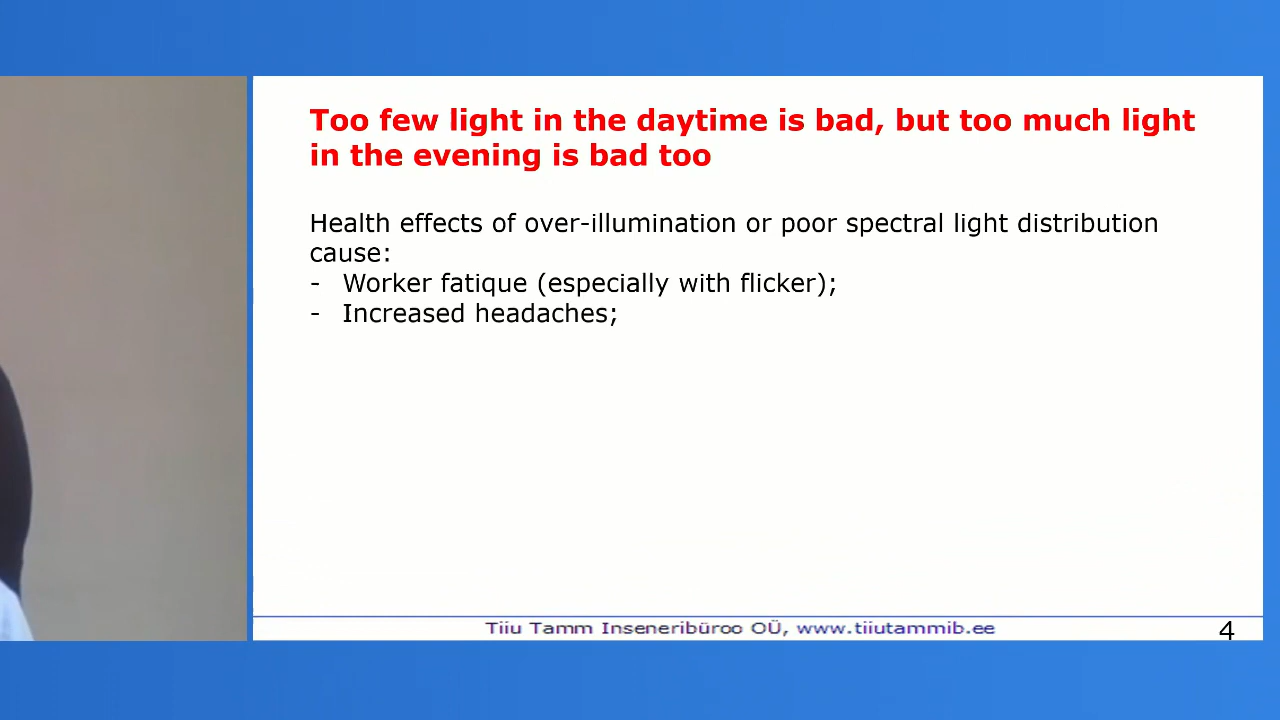 Too few light in the daytime is bad, but too much light
in the evening is bad too
Health effects of over-illumination or poor spectral light distribution
cause:
- Worker fatique (especially with flicker);
- Increased headaches;
Tiiu Tamm Inseneribüroo OÜ, www.tiiutammib.ee
4